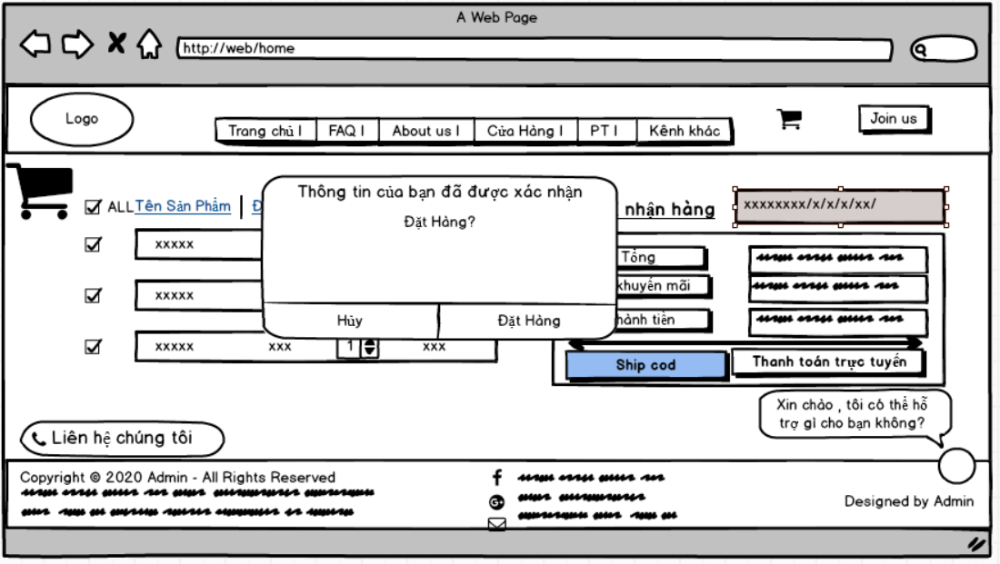 A Web Page
http://web/home
Logo
Trang chủ I FAQ I About us I Cửa Hàng I PT I Kênh khác
Join us
ALL Tên Sản Phẩm Đ
nhận hàng
xxxxxxxx/x/x/x/xx/
Thông tin của bạn đã được xác nhận
Đặt Hàng?
Hủy Đặt Hàng
xxxxx
xxxxx
xxxxx xxx 1 xxx
Tổng
khuyến mãi
hành tiền
Ship cod Thanh toán trực tuyến
Xin chào , tôi có thể hỗ
trợ gì cho bạn không?
Liên hệ chúng tôi
Copyright © 2020 Admin - All Rights Reserved
Designed by Admin